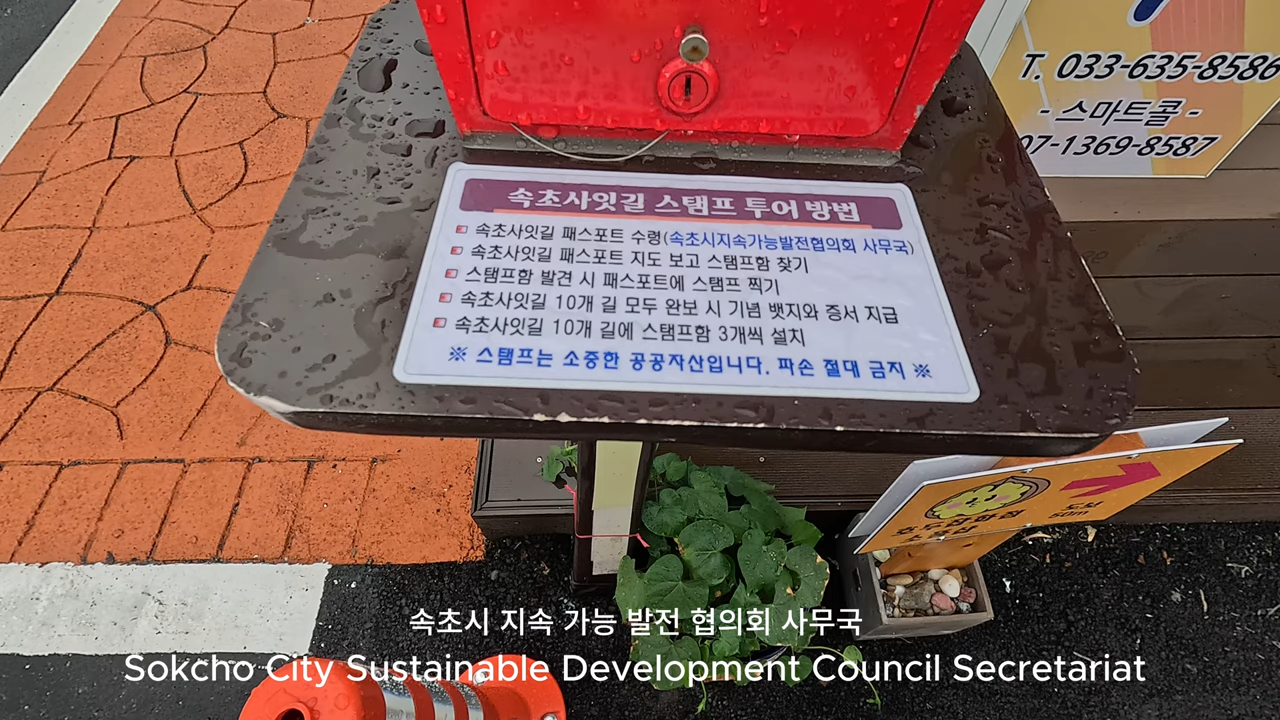 T. 033-635-8586
- 스마트콜 -
07-1369-8587
속초사잇길 스탬프 투어 방법
속초사잇길 패스포트 수령(속초시지속가능발전협의회 사무국)
속초사잇길 패스포트 지도 보고 스탬프함 찾기
스탬프함 발견 시 패스포트에 스탬프 찍기
속초사잇길 10개 길 모두 완보 시 기념 뱃지와 증서 지급
속초사잇길 10개 길에 스탬프함 3개씩 설치
※ 스탬프는 소중한 공공자산입니다. 파손 절대 금지 ※
도보
50m
속초시 지속 가능 발전 협의회 사무국
Sokcho City Sustainable Development Council Secretariat